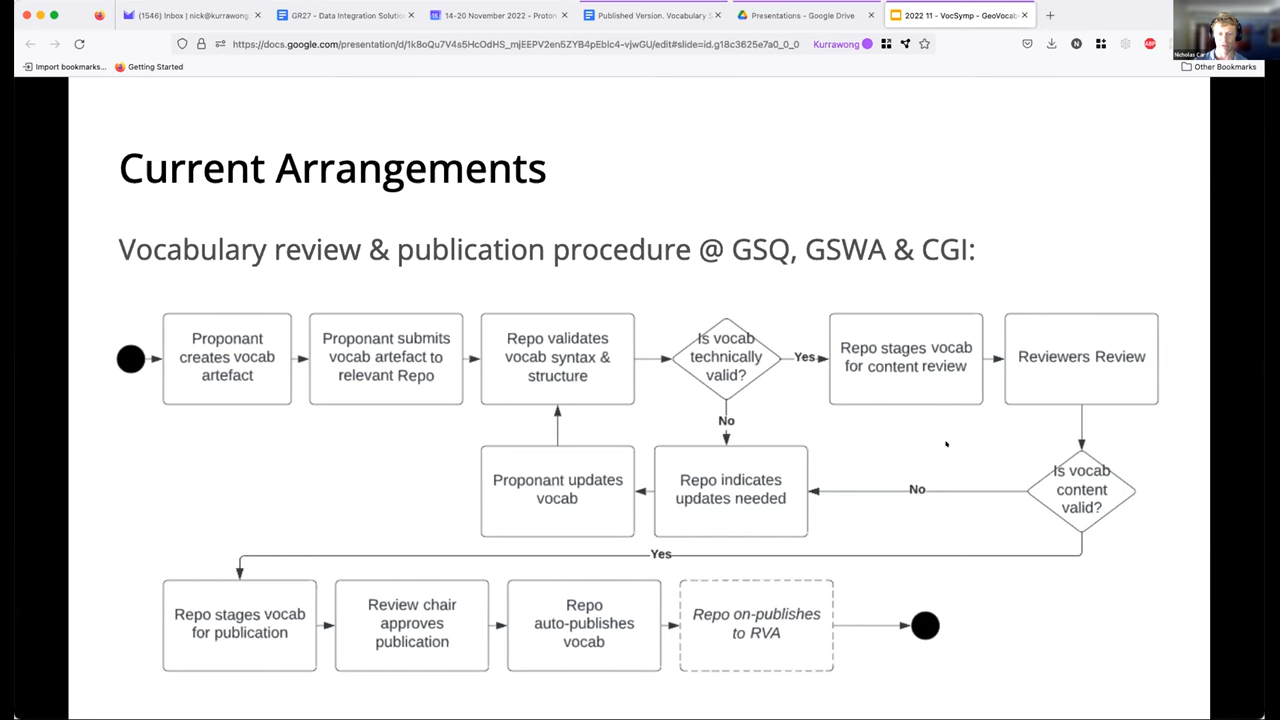 (1546) Inbox | nick@kurrawong.
GR27 - Data Integration Solution
14-20 November 2022 - Proton
Published Version. Vocabulary S
Presentations - Google Drive
2022 11 - VocSymp - GeoVocab
https://docs.google.com/presentation/d/1k8oQu7V4s5HcOdHS_mjEEPV2en5ZYB4pEblc4-vjwGU/edit#slide=id.g18c3625e7a0_0_0
Kurrawong
Import bookmarks...
Getting Started
Other Bookmarks
Current Arrangements
Vocabulary review & publication procedure @ GSQ, GSWA & CGI:
Proponant
creates vocab
artefact
Proponant submits
vocab artefact to
relevant Repo
Repo validates
vocab syntax &
structure
Is vocab
technically
valid?
Yes
Repo stages vocab
for content review
Reviewers Review
No
Proponant updates
vocab
Repo indicates
updates needed
No
Is vocab
content
valid?
Yes
Repo stages vocab
for publication
Review chair
approves
publication
Repo
auto-publishes
vocab
Repo on-publishes
to RVA